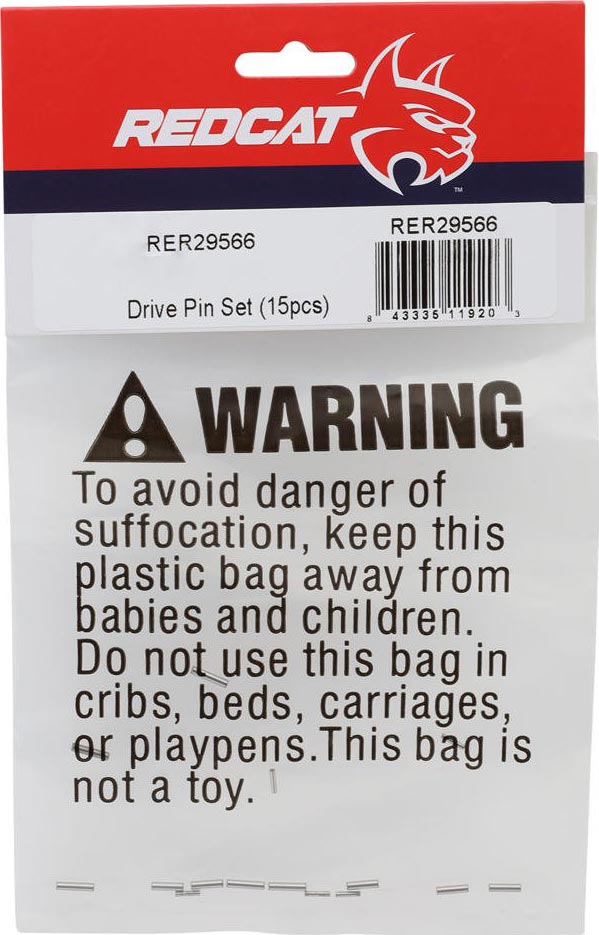 REDCAT
TM
RER29566
RER29566
Drive Pin Set (15pcs)
8 43335 11920 3
WARNING
To avoid danger of
suffocation, keep this
plastic bag away from
babies and children.
Do not use this bag in
cribs, beds, carriages,
or playpens.This bag is
not a toy.